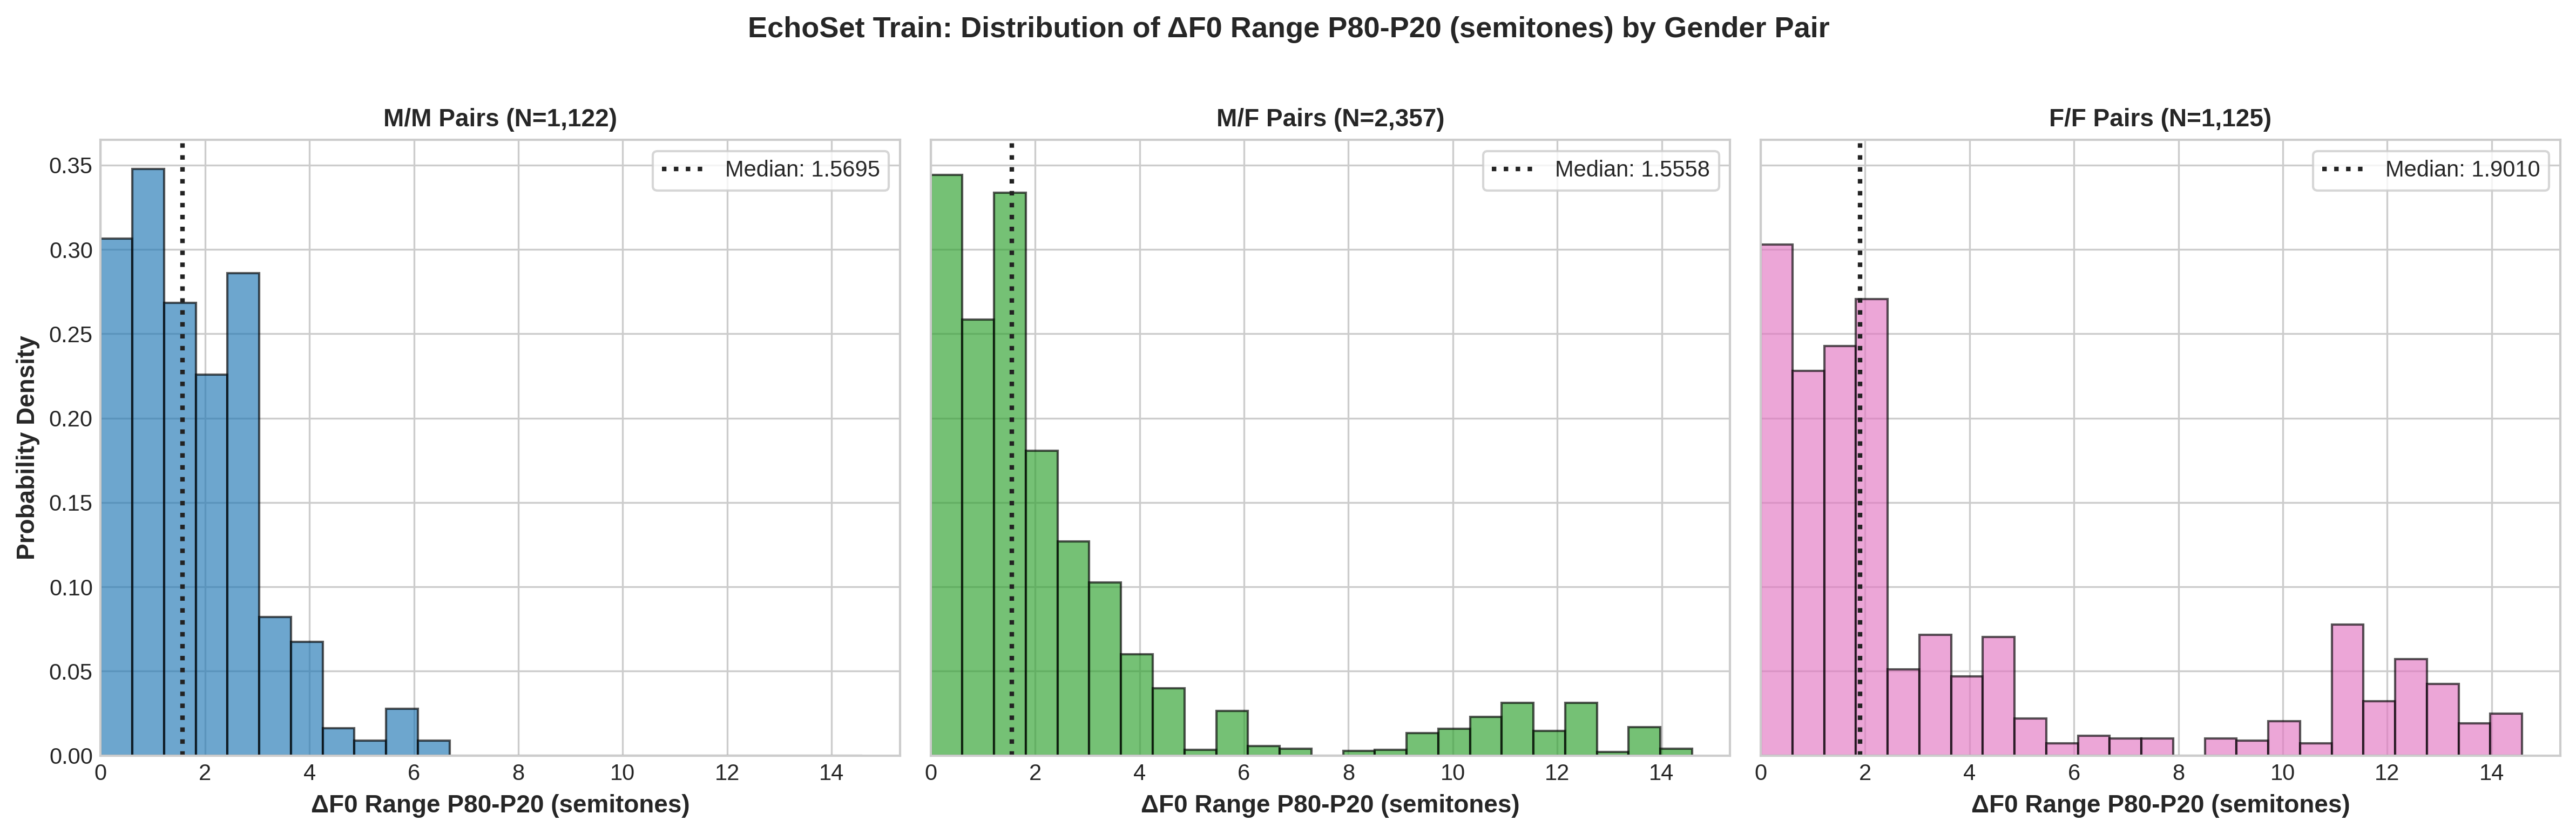 EchoSet Train: Distribution of ΔF0 Range P80-P20 (semitones) by Gender Pair
M/M Pairs (N=1,122)
Median: 1.5695
Probability Density
0.35
0.30
0.25
0.20
0.15
0.10
0.05
0.00
0 2 4 6 8 10 12 14
ΔF0 Range P80-P20 (semitones)
M/F Pairs (N=2,357)
Median: 1.5558
0 2 4 6 8 10 12 14
ΔF0 Range P80-P20 (semitones)
F/F Pairs (N=1,125)
Median: 1.9010
0 2 4 6 8 10 12 14
ΔF0 Range P80-P20 (semitones)